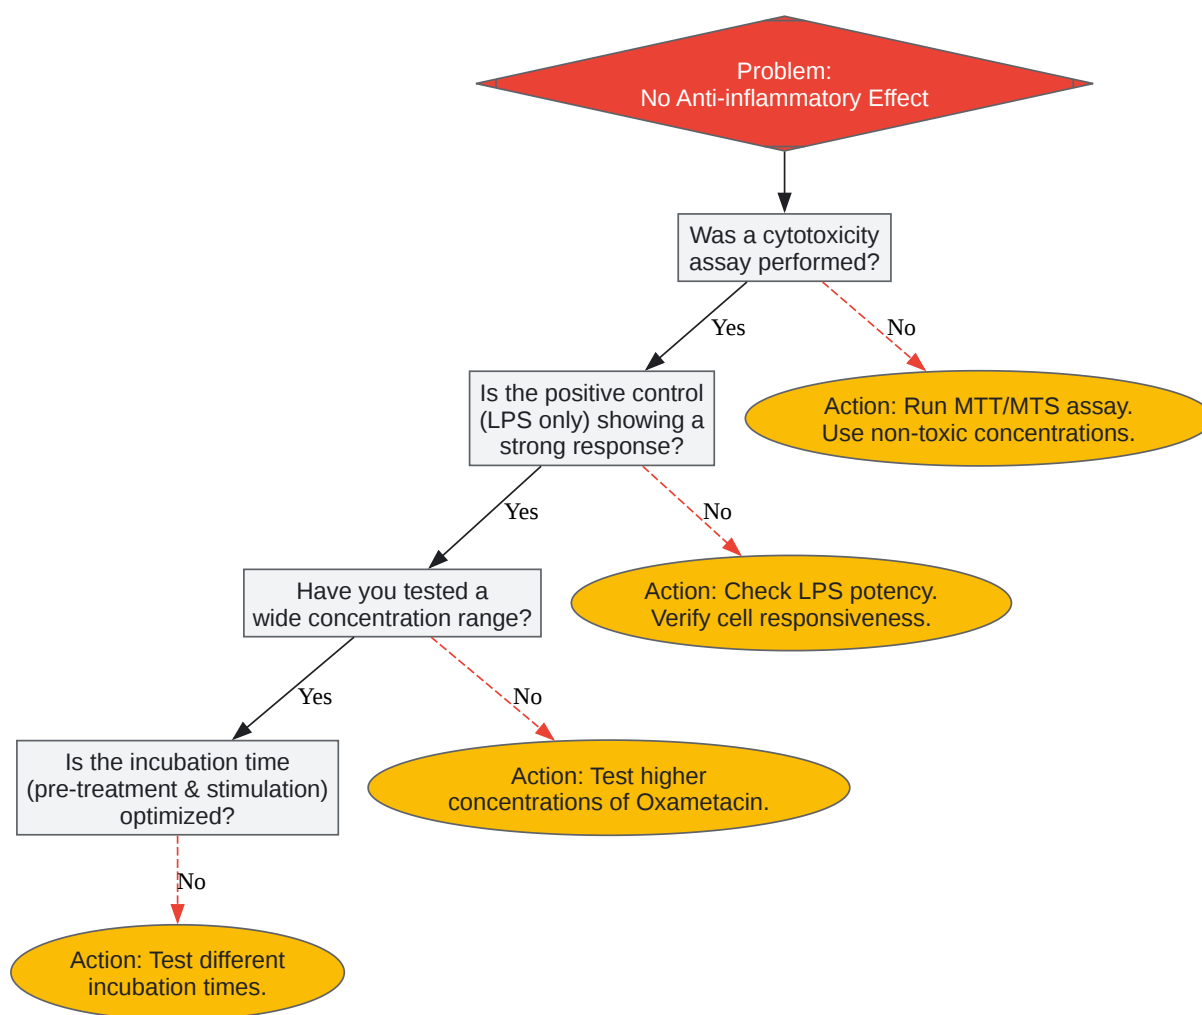 Problem:
No Anti-inflammatory Effect
Was a cytotoxicity
assay performed?
Yes
No
Is the positive control
(LPS only) showing a
strong response?
Action: Run MTT/MTS assay.
Use non-toxic concentrations.
Yes
No
Have you tested a
wide concentration range?
Action: Check LPS potency.
Verify cell responsiveness.
Yes
No
Is the incubation time
(pre-treatment & stimulation)
optimized?
Action: Test higher
concentrations of Oxametacin.
No
Action: Test different
incubation times.